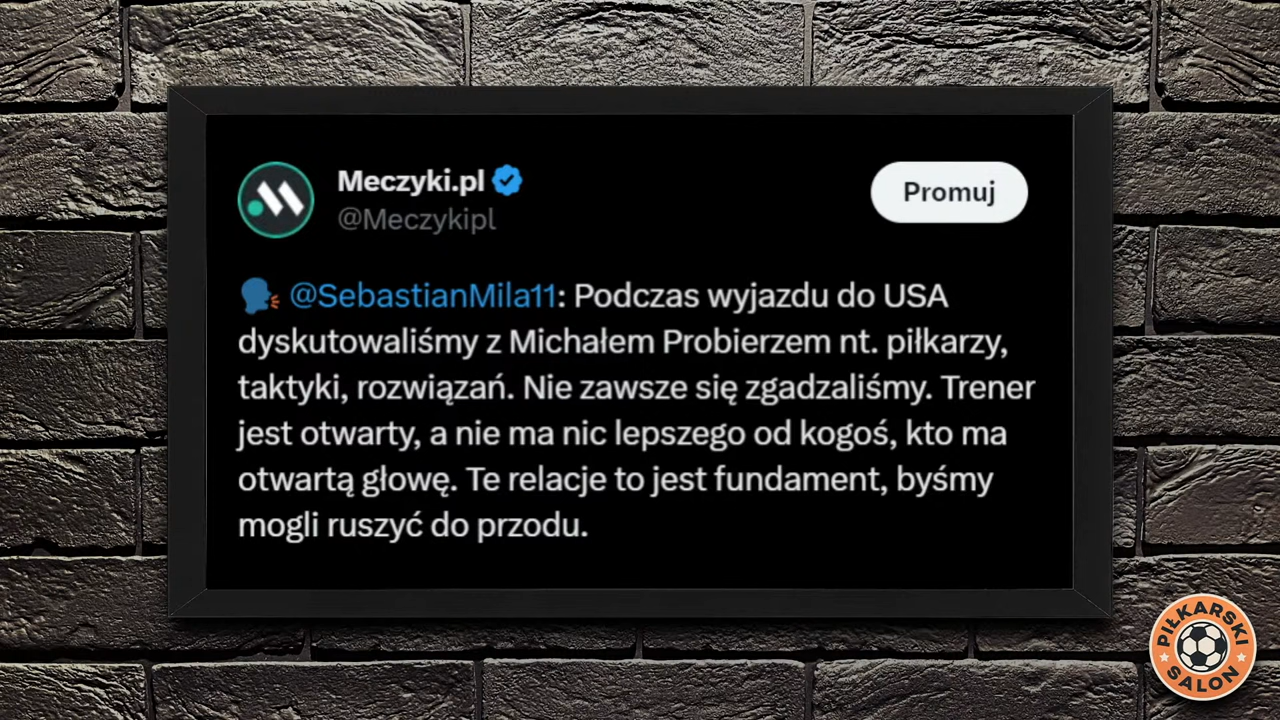 Meczyki.pl
@Meczykipl
Promuj
@SebastianMila11: Podczas wyjazdu do USA
dyskutowaliśmy z Michałem Probierzem nt. piłkarzy,
taktyki, rozwiązań. Nie zawsze się zgadzaliśmy. Trener
jest otwarty, a nie ma nic lepszego od kogoś, kto ma
otwartą głowę. Te relacje to jest fundament, byśmy
mogli ruszyć do przodu.
PIŁKARSKI
SALON